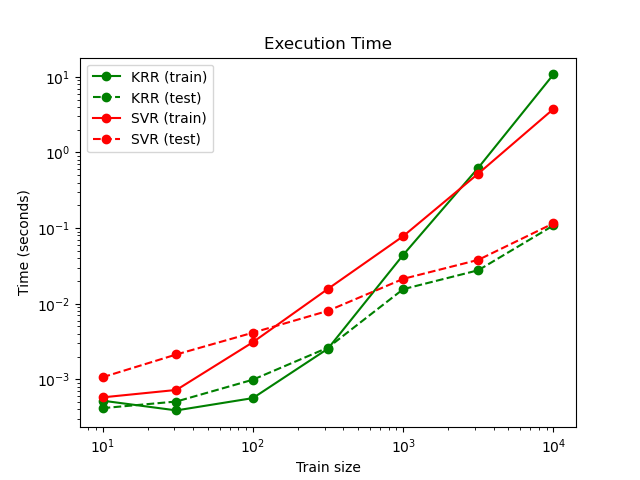 Execution Time
KRR (train)
KRR (test)
SVR (train)
SVR (test)
10¹
10⁰
10⁻¹
10⁻²
10⁻³
Time (seconds)
10¹ 10² 10³ 10⁴
Train size